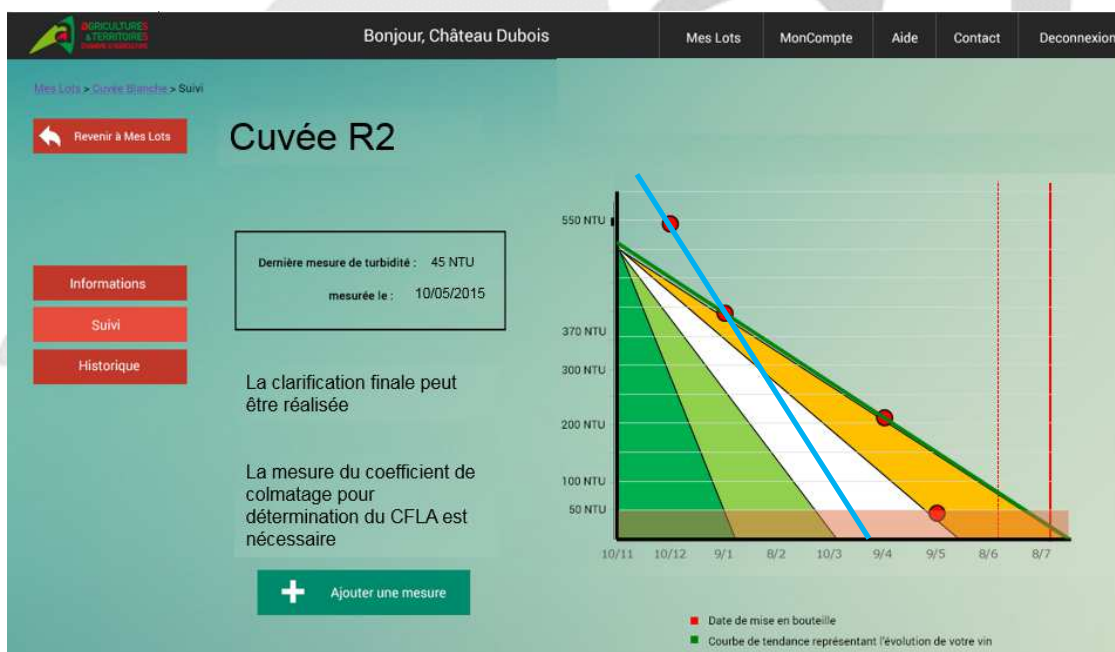 AGRICULTURES
& TERRITOIRES
CHAMBRE D'AGRICULTURE
Bonjour, Château Dubois
Mes Lots
MonCompte
Aide
Contact
Deconnexion
Mes Lots > Cuvée Blanche > Suivi
Revenir à Mes Lots
Cuvée R2
Informations
Suivi
Historique
Dernière mesure de turbidité : 45 NTU
mesurée le : 10/05/2015
La clarification finale peut
être réalisée
La mesure du coefficient de
colmatage pour
détermination du CFLA est
nécessaire
Ajouter une mesure
550 NTU
370 NTU
300 NTU
200 NTU
100 NTU
50 NTU
10/11 10/12 9/1 8/2 10/3 9/4 9/5 8/6 8/7
Date de mise en bouteille
Courbe de tendance représentant l'évolution de votre vin